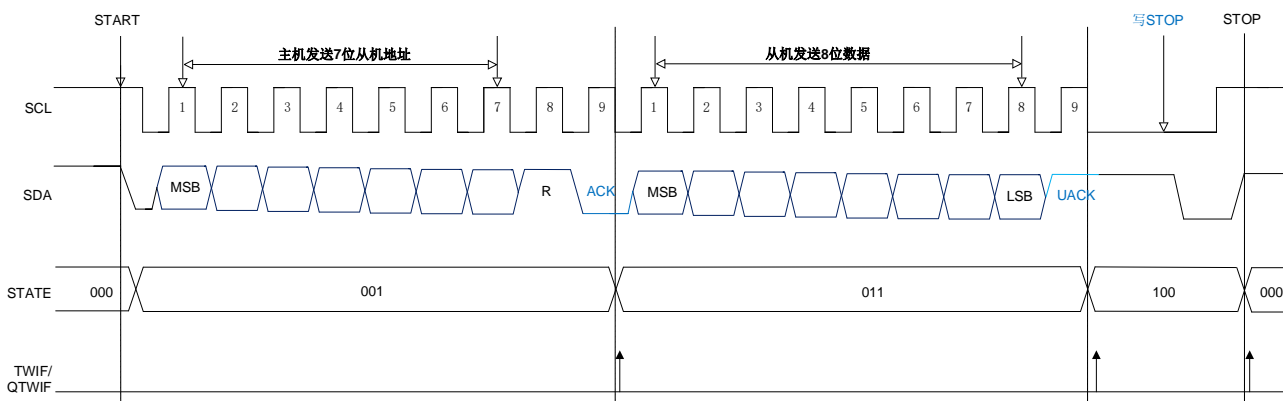 START 写STOP STOP
主机发送7位从机地址 从机发送8位数据
SCL 1 2 3 4 5 6 7 8 9 1 2 3 4 5 6 7 8 9
SDA MSB R ACK MSB LSB UACK
STATE 000 001 011 100 000
TWIF/
QTWIF